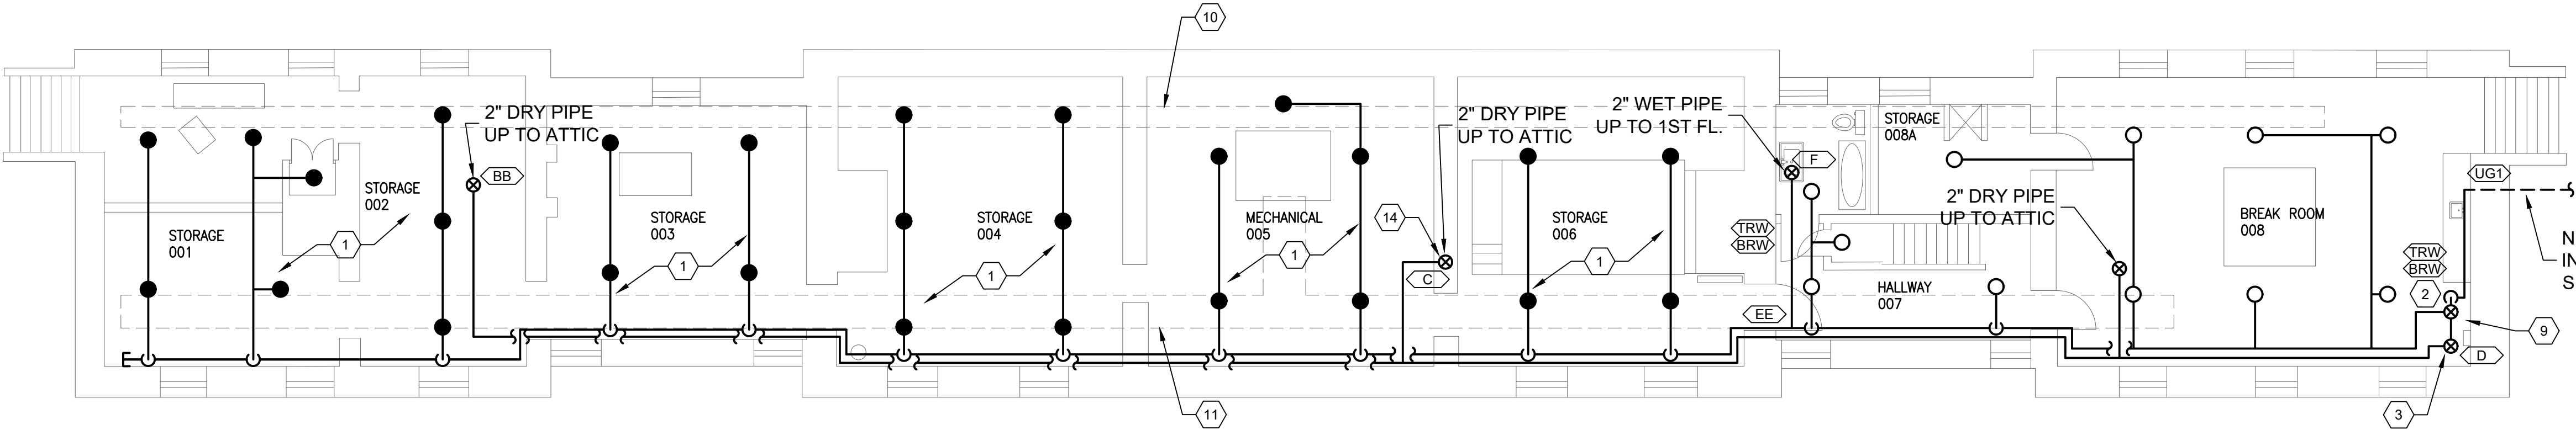 10
2" DRY PIPE
UP TO ATTIC
BB
STORAGE
001
STORAGE
002
1
STORAGE
003
1
STORAGE
004
1
MECHANICAL
005
1
2" DRY PIPE
UP TO ATTIC
14
C
2" WET PIPE
UP TO 1ST FL.
F
STORAGE
006
1
TRW
BRW
EE
STORAGE
008A
2" DRY PIPE
UP TO ATTIC
HALLWAY
007
BREAK ROOM
008
UG1
TRW
BRW
2
9
D
3
11
N
IN
S